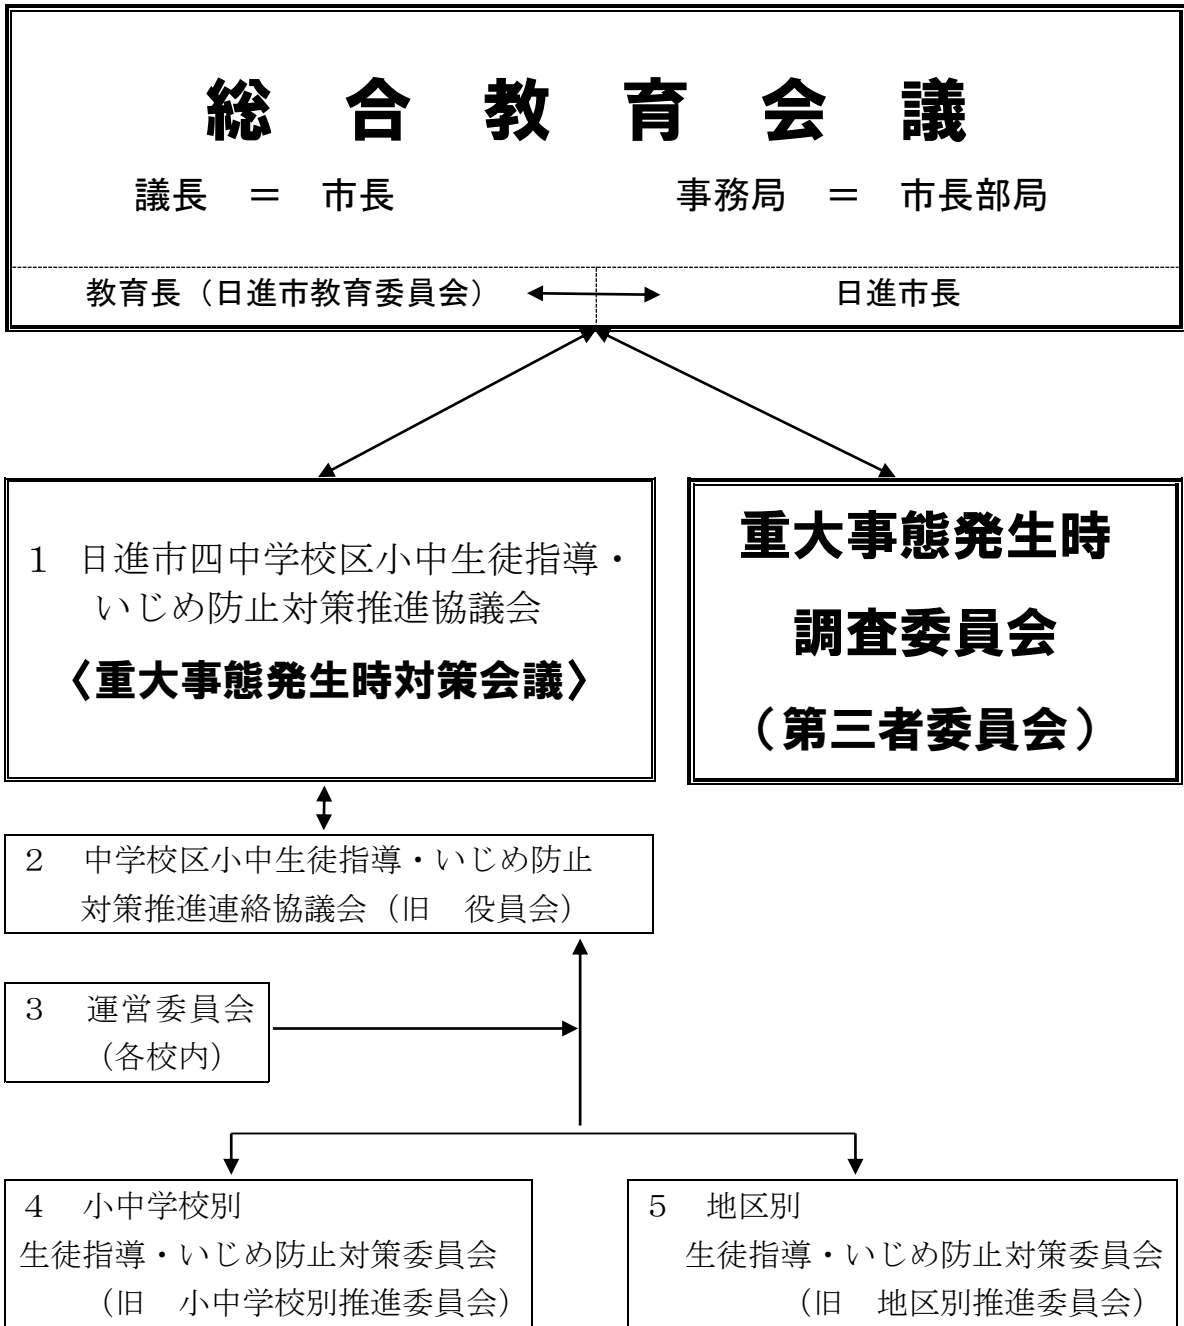 総 合 教 育 会 議
議長 ＝ 市長　　事務局 ＝ 市長部局
教育長（日進市教育委員会）　日進市長
１ 日進市四中学校区小中生徒指導・
いじめ防止対策推進協議会
〈重大事態発生時対策会議〉
重大事態発生時
調査委員会
（第三者委員会）
２　中学校区小中生徒指導・いじめ防止
対策推進連絡協議会（旧　役員会）
３　運営委員会
（各校内）
４　小中学校別
生徒指導・いじめ防止対策委員会
（旧　小中学校別推進委員会）
５　地区別
生徒指導・いじめ防止対策委員会
（旧　地区別推進委員会）